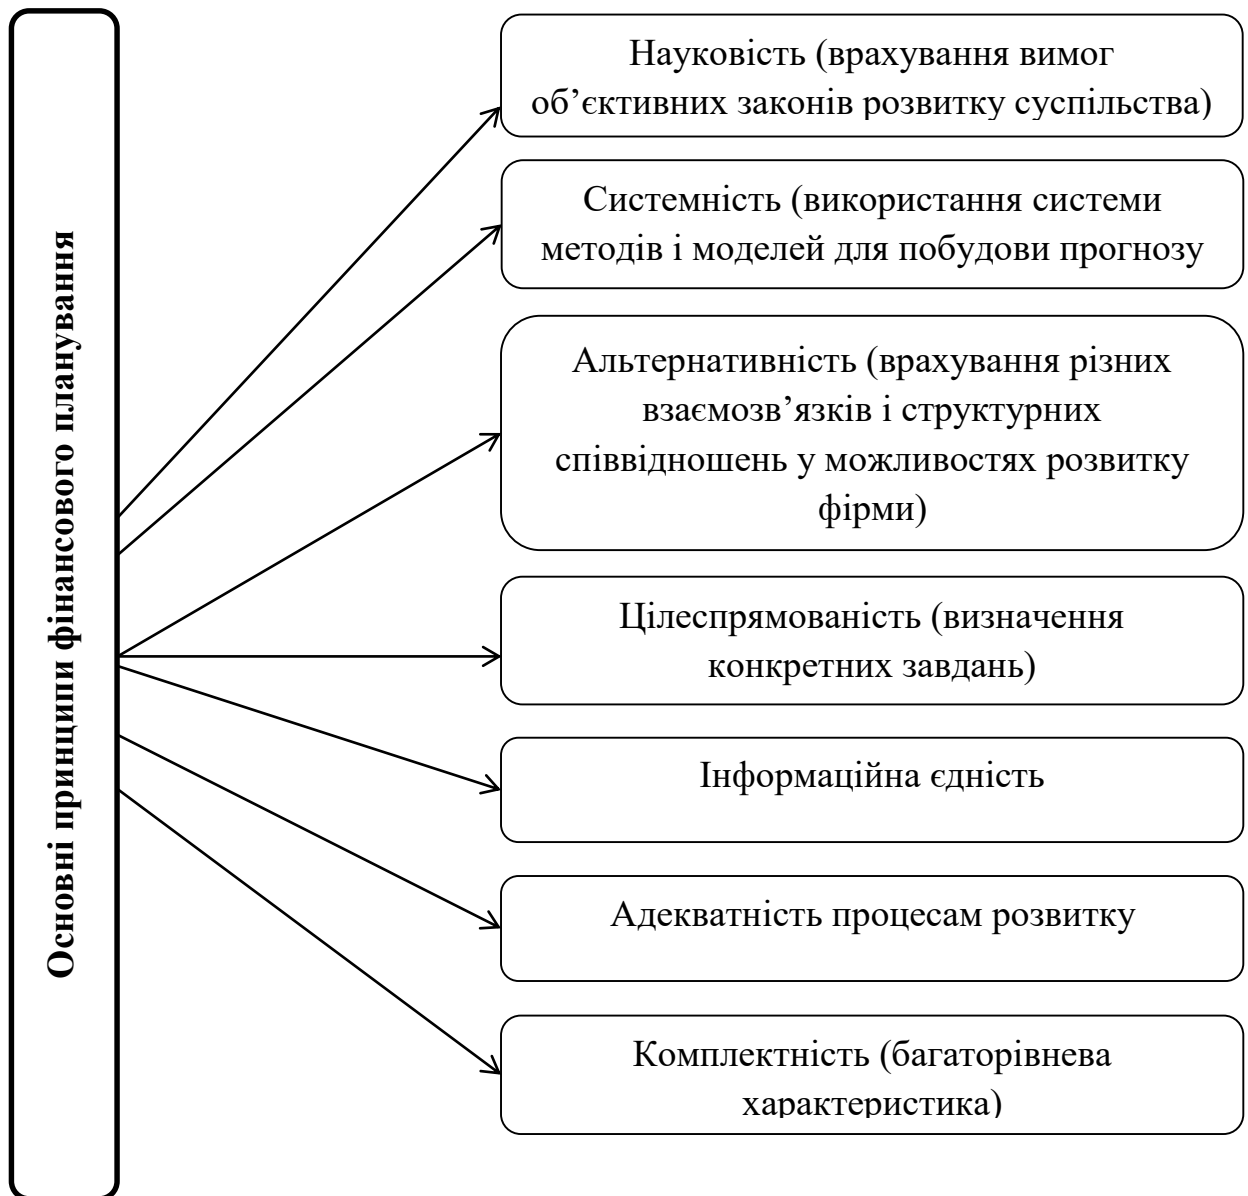 Основні принципи фінансового планування
Науковість (врахування вимог
об’єктивних законів розвитку суспільства)
Системність (використання системи
методів і моделей для побудови прогнозу
Альтернативність (врахування різних
взаємозв’язків і структурних
співвідношень у можливостях розвитку
фірми)
Цілеспрямованість (визначення
конкретних завдань)
Інформаційна єдність
Адекватність процесам розвитку
Комплектність (багаторівнева
характеристика)